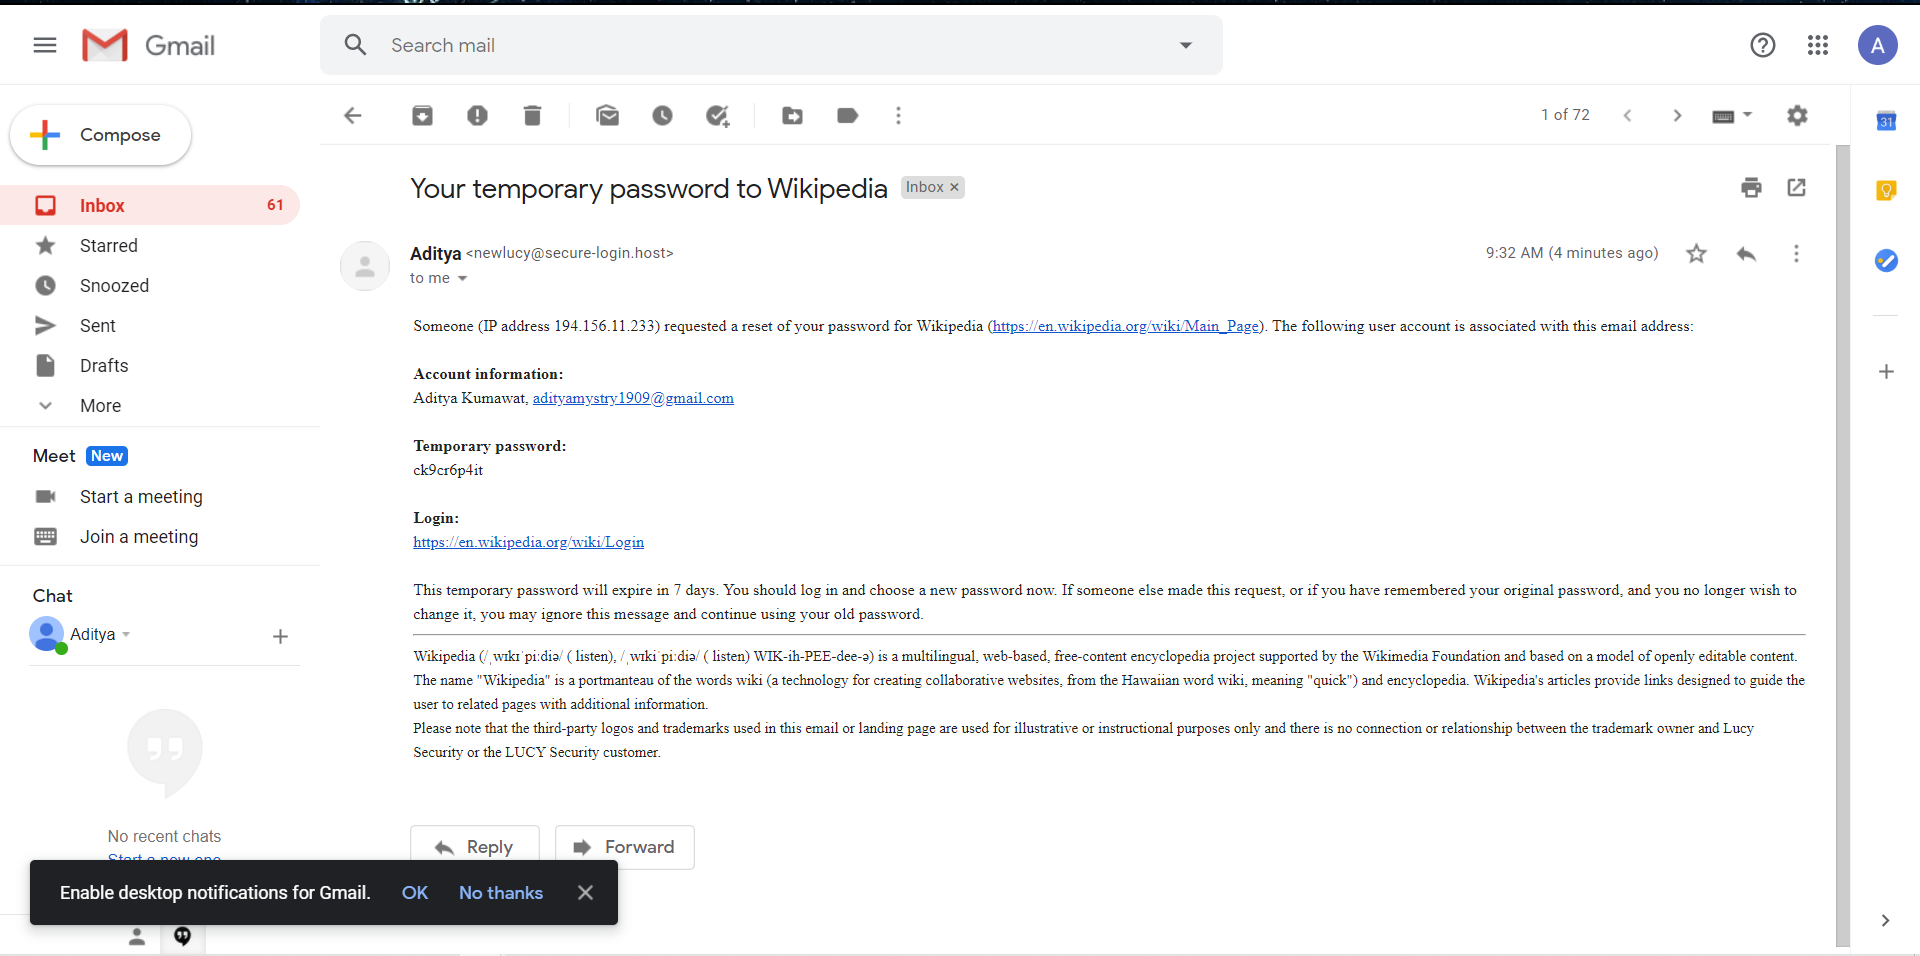 Gmail
Search mail
A
Compose
1 of 72
31
Inbox 61
Starred
Snoozed
Sent
Drafts
More
Meet New
Start a meeting
Join a meeting
Chat
Aditya
No recent chats
Start a new one
Your temporary password to Wikipedia Inbox ×
Aditya <newlucy@secure-login.host> 9:32 AM (4 minutes ago)
to me
Someone (IP address 194.156.11.233) requested a reset of your password for Wikipedia (https://en.wikipedia.org/wiki/Main_Page). The following user account is associated with this email address:
Account information:
Aditya Kumawat, adityamystry1909@gmail.com
Temporary password:
ck9cr6p4it
Login:
https://en.wikipedia.org/wiki/Login
This temporary password will expire in 7 days. You should log in and choose a new password now. If someone else made this request, or if you have remembered your original password, and you no longer wish to
change it, you may ignore this message and continue using your old password.
Wikipedia (/ˌwɪkɪˈpiːdiə/ ( listen), /ˌwɪkiˈpiːdiə/ ( listen) WIK-ih-PEE-dee-ə) is a multilingual, web-based, free-content encyclopedia project supported by the Wikimedia Foundation and based on a model of openly editable content.
The name "Wikipedia" is a portmanteau of the words wiki (a technology for creating collaborative websites, from the Hawaiian word wiki, meaning "quick") and encyclopedia. Wikipedia's articles provide links designed to guide the
user to related pages with additional information.
Please note that the third-party logos and trademarks used in this email or landing page are used for illustrative or instructional purposes only and there is no connection or relationship between the trademark owner and Lucy
Security or the LUCY Security customer.
Reply Forward
Enable desktop notifications for Gmail. OK No thanks